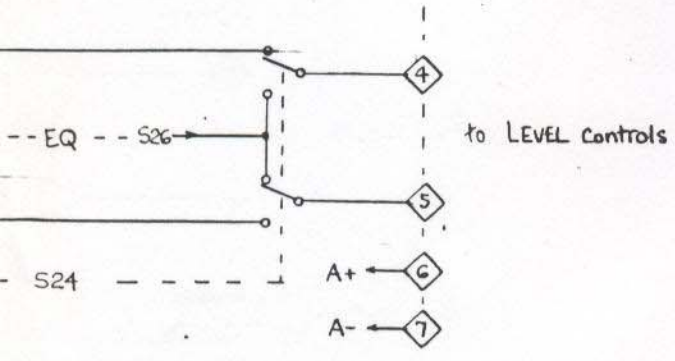 4
EQ S26
to LEVEL Controls
5
S24
A+ 6
A- 7